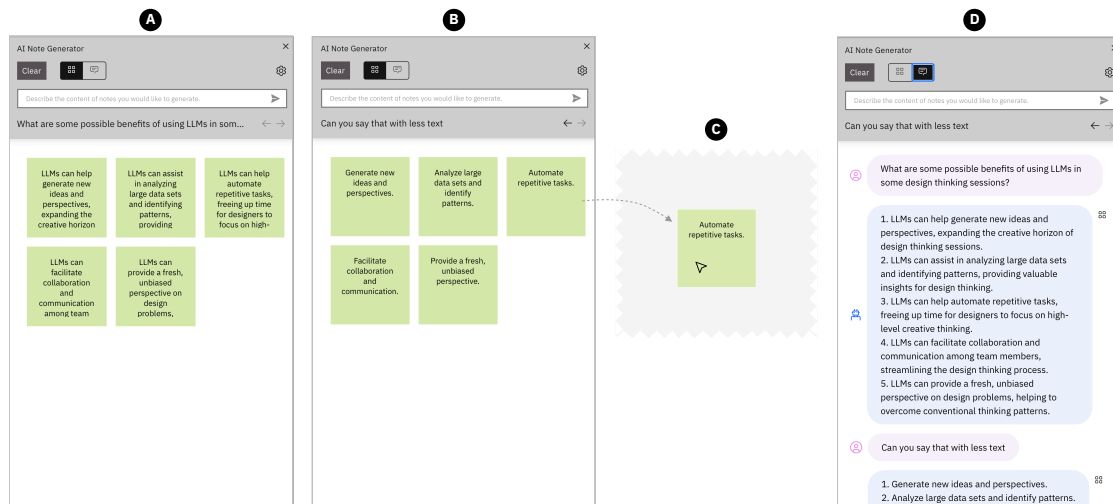 A
AI Note Generator
Clear
Describe the content of notes you would like to generate.
What are some possible benefits of using LLMs in som...
LLMs can help
generate new
ideas and
perspectives,
expanding the
creative horizon
LLMs can assist
in analyzing
large data sets
and identifying
patterns,
providing
LLMs can help
automate
repetitive tasks,
freeing up time
for designers to
focus on high-
LLMs can
facilitate
collaboration
and
communication
among team
LLMs can
provide a fresh,
unbiased
perspective on
design
problems,
B
AI Note Generator
Clear
Describe the content of notes you would like to generate.
Can you say that with less text
Generate new
ideas and
perspectives.
Analyze large
data sets and
identify
patterns.
Automate
repetitive tasks.
Facilitate
collaboration
and
communication.
Provide a fresh,
unbiased
perspective.
C
Automate
repetitive tasks.
D
AI Note Generator
Clear
Describe the content of notes you would like to generate.
Can you say that with less text
What are some possible benefits of using LLMs in
some design thinking sessions?
1. LLMs can help generate new ideas and
perspectives, expanding the creative horizon of
design thinking sessions.
2. LLMs can assist in analyzing large data sets
and identifying patterns, providing valuable
insights for design thinking.
3. LLMs can help automate repetitive tasks,
freeing up time for designers to focus on high-
level creative thinking.
4. LLMs can facilitate collaboration and
communication among team members,
streamlining the design thinking process.
5. LLMs can provide a fresh, unbiased
perspective on design problems, helping to
overcome conventional thinking patterns.
Can you say that with less text
1. Generate new ideas and perspectives.
2. Analyze large data sets and identify patterns.